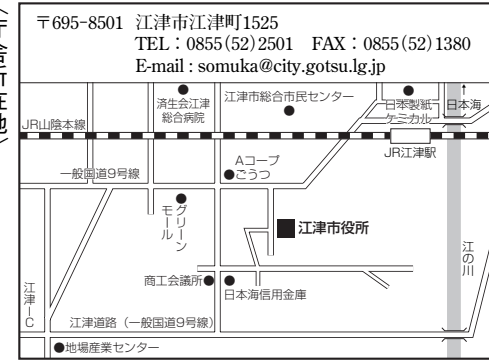 〈庁舎所在地〉
〒695-8501 江津市江津町1525
TEL：0855(52)2501 FAX：0855(52)1380
E-mail : somuka@city.gotsu.lg.jp
済生会江津
総合病院
江津市総合市民センター
日本製紙
ケミカル
日本海
JR山陰本線
JR江津駅
Aコープ
ごうつ
一般国道9号線
グリーン
モール
江津市役所
江の川
商工会議所
日本海信用金庫
江津IC
江津道路（一般国道9号線）
地場産業センター